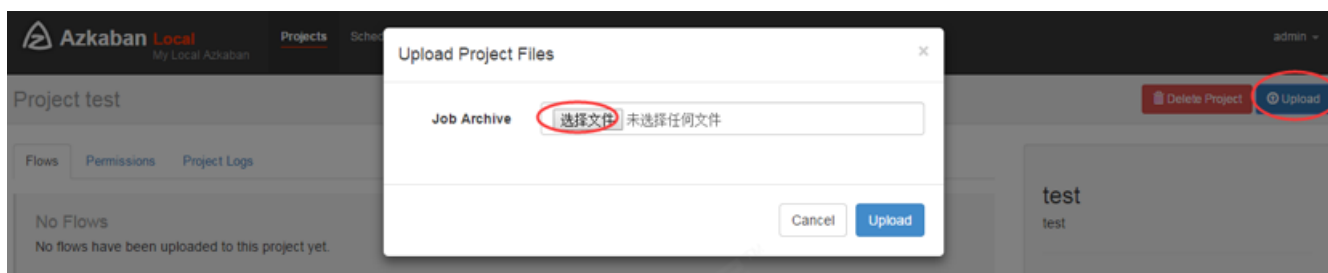 Azkaban Local
My Local Azkaban
Projects
Sched
admin
Upload Project Files
×
Project test
Delete Project
Upload
Job Archive
选择文件 未选择任何文件
Flows
Permissions
Project Logs
No Flows
No flows have been uploaded to this project yet.
Cancel
Upload
test
test